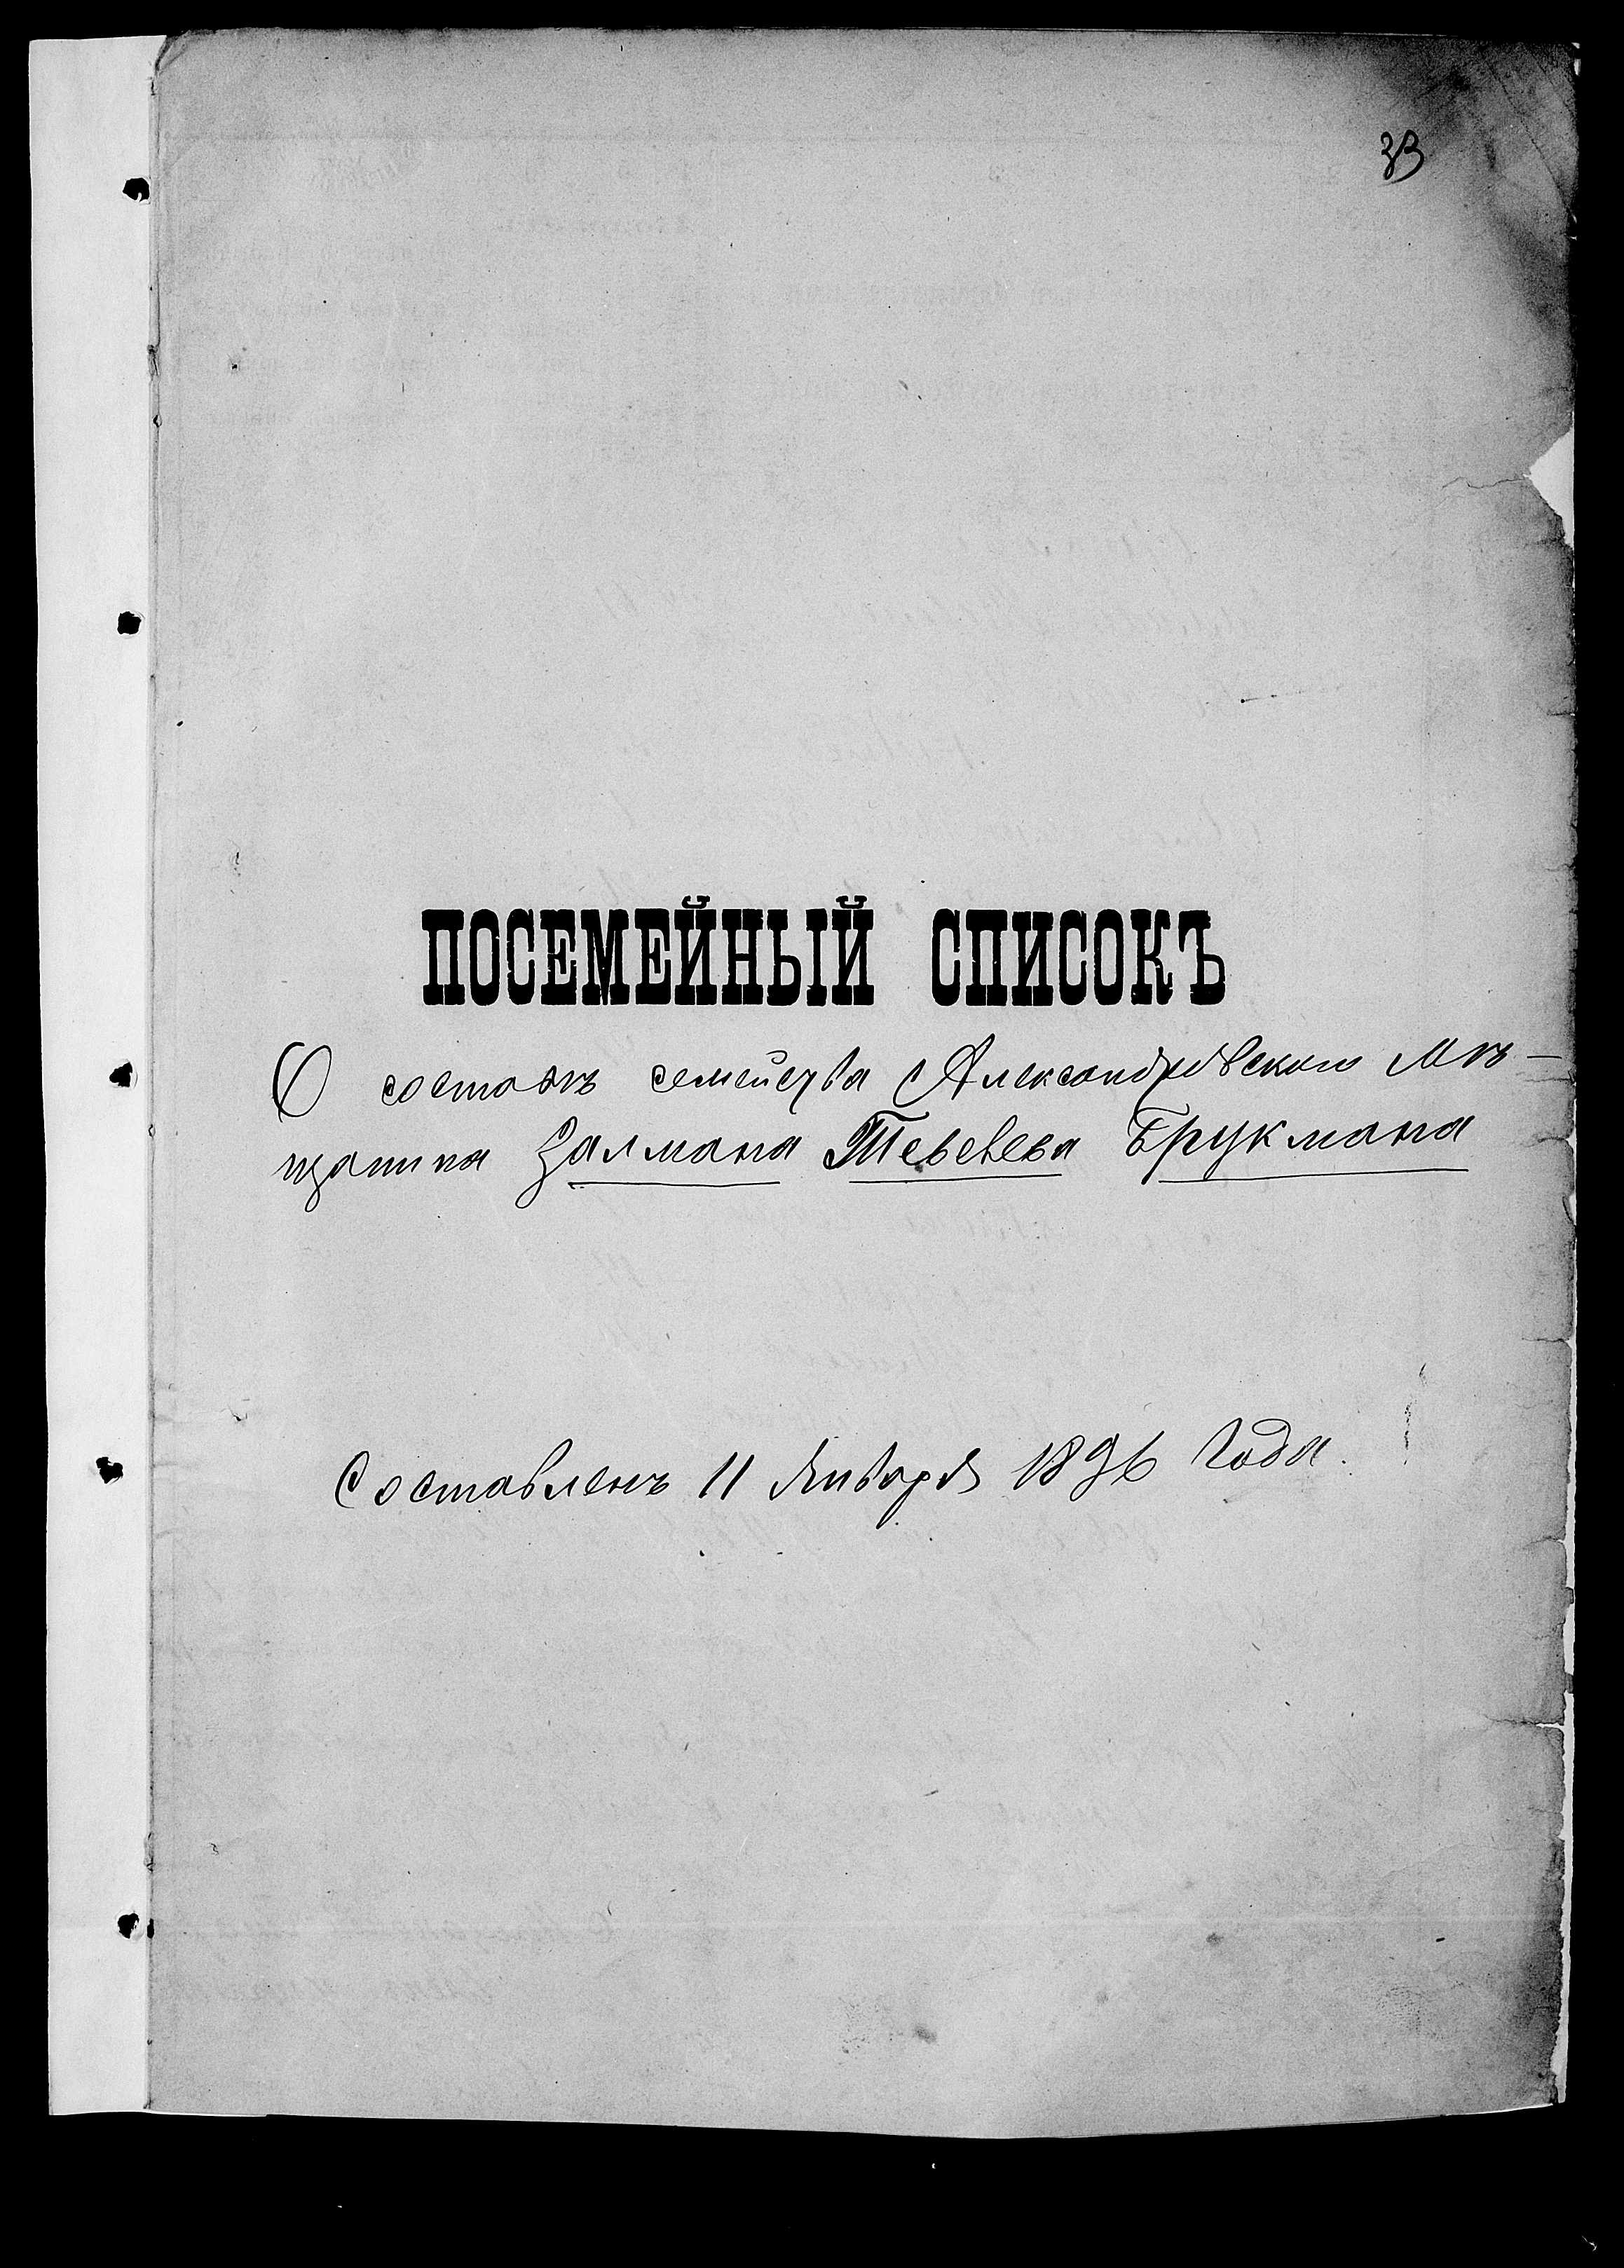 33
ПОСЕМЕЙНЫЙ СПИСОКЪ
О составѣ семейства Александровскаго мѣ-
щанина Залмана Тевелева Брукмана
Составленъ 11 Января 1896 года.